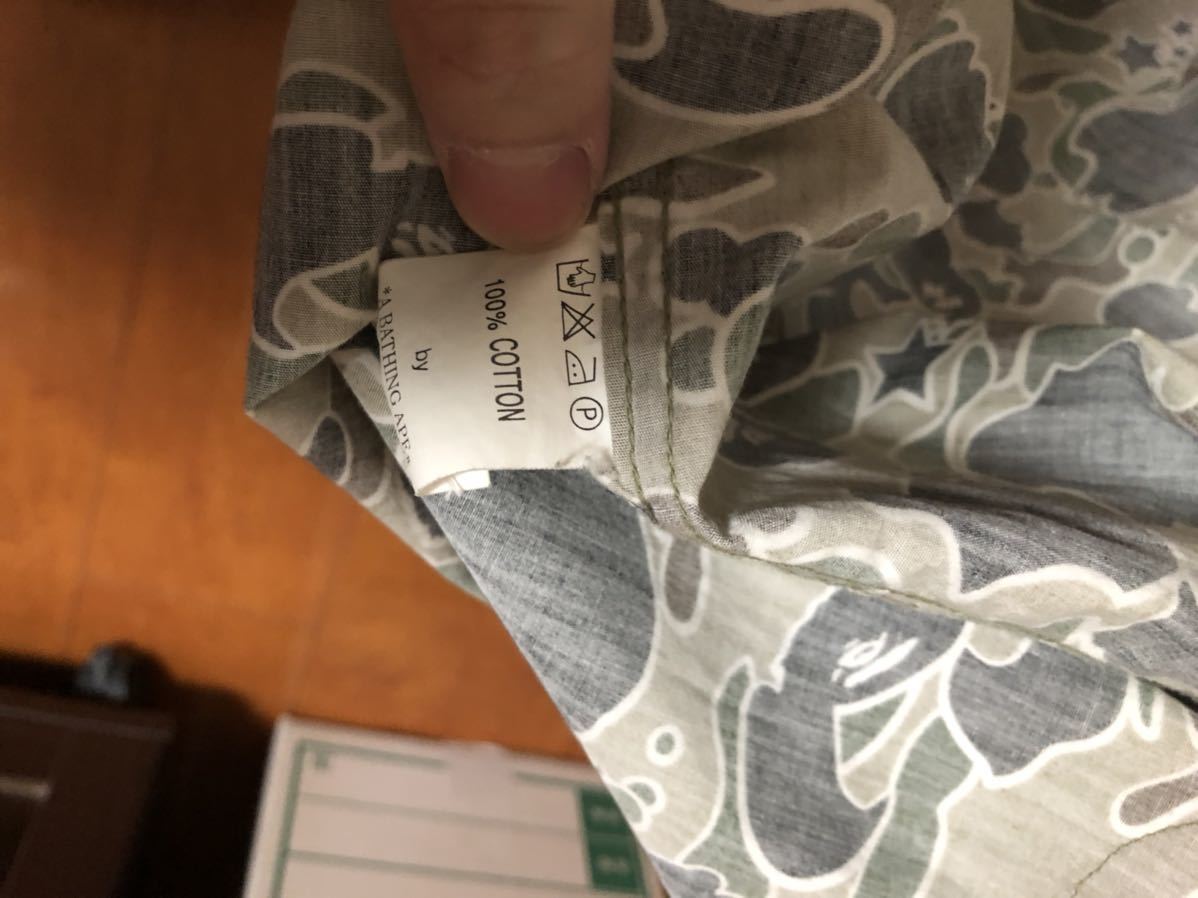 P
100% COTTON
by
*A BATHING APE*